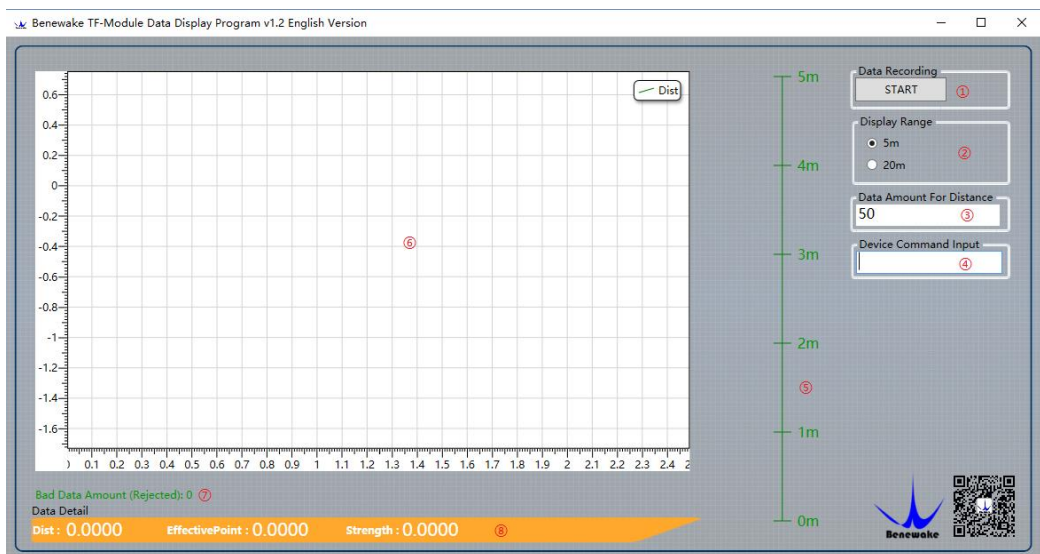 Benewake TF-Module Data Display Program v1.2 English Version
Dist
0.6
0.4
0.2
0
-0.2
-0.4
-0.6
-0.8
-1
-1.2
-1.4
-1.6
0.1 0.2 0.3 0.4 0.5 0.6 0.7 0.8 0.9 1 1.1 1.2 1.3 1.4 1.5 1.6 1.7 1.8 1.9 2 2.1 2.2 2.3 2.4
⑥
5m
4m
3m
2m
⑤
1m
0m
Data Recording
START ①
Display Range
5m
②
20m
Data Amount For Distance
50 ③
Device Command Input
④
Bad Data Amount (Rejected): 0 ⑦
Data Detail
Dist : 0.0000 EffectivePoint : 0.0000 Strength : 0.0000 ⑧
Benewake